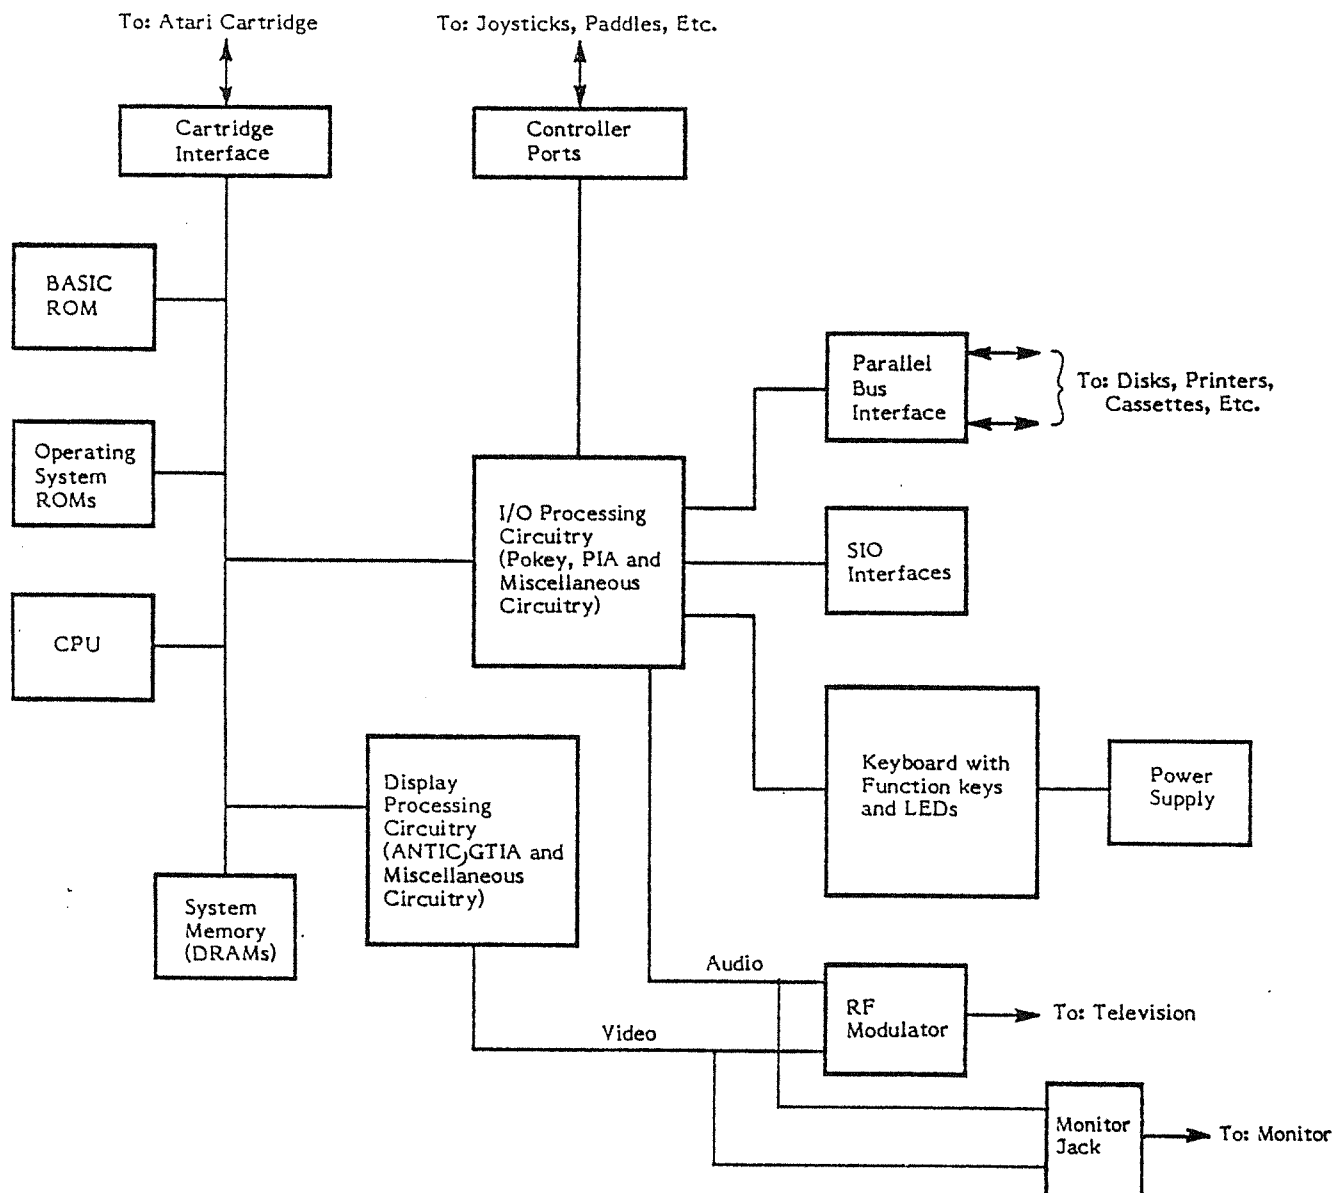 To: Atari Cartridge
To: Joysticks, Paddles, Etc.
Cartridge
Interface
Controller
Ports
BASIC
ROM
Parallel
Bus
Interface
To: Disks, Printers,
Cassettes, Etc.
Operating
System
ROMs
I/O Processing
Circuitry
(Pokey, PIA and
Miscellaneous
Circuitry)
SIO
Interfaces
CPU
Display
Processing
Circuitry
(ANTIC,GTIA and
Miscellaneous
Circuitry)
Keyboard with
Function keys
and LEDs
Power
Supply
System
Memory
(DRAMs)
Audio
RF
Modulator
To: Television
Video
Monitor
Jack
To: Monitor